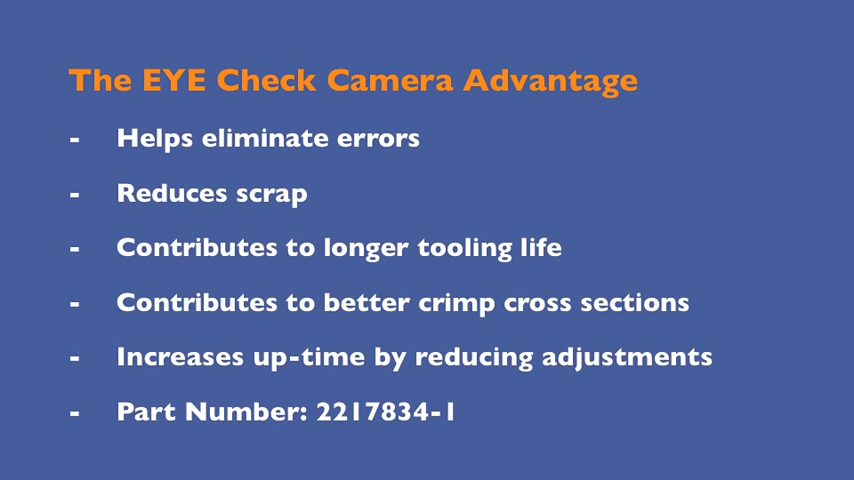 The EYE Check Camera Advantage
- Helps eliminate errors
- Reduces scrap
- Contributes to longer tooling life
- Contributes to better crimp cross sections
- Increases up-time by reducing adjustments
- Part Number: 2217834-1